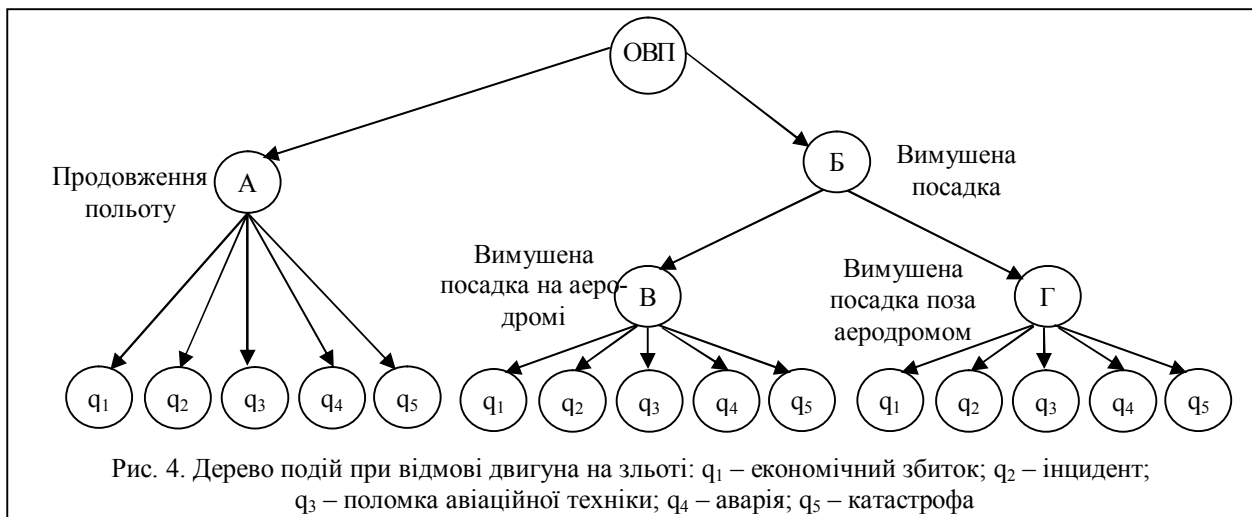 ОВП
А
Б
Продовження
польоту
Вимушена
посадка
Вимушена
посадка на аеро-
дромі
В
Вимушена
посадка поза
аеродромом
Г
q₁ q₂ q₃ q₄ q₅ q₁ q₂ q₃ q₄ q₅ q₁ q₂ q₃ q₄ q₅
Рис. 4. Дерево подій при відмові двигуна на зльоті: q₁ – економічний збиток; q₂ – інцидент;
q₃ – поломка авіаційної техніки; q₄ – аварія; q₅ – катастрофа